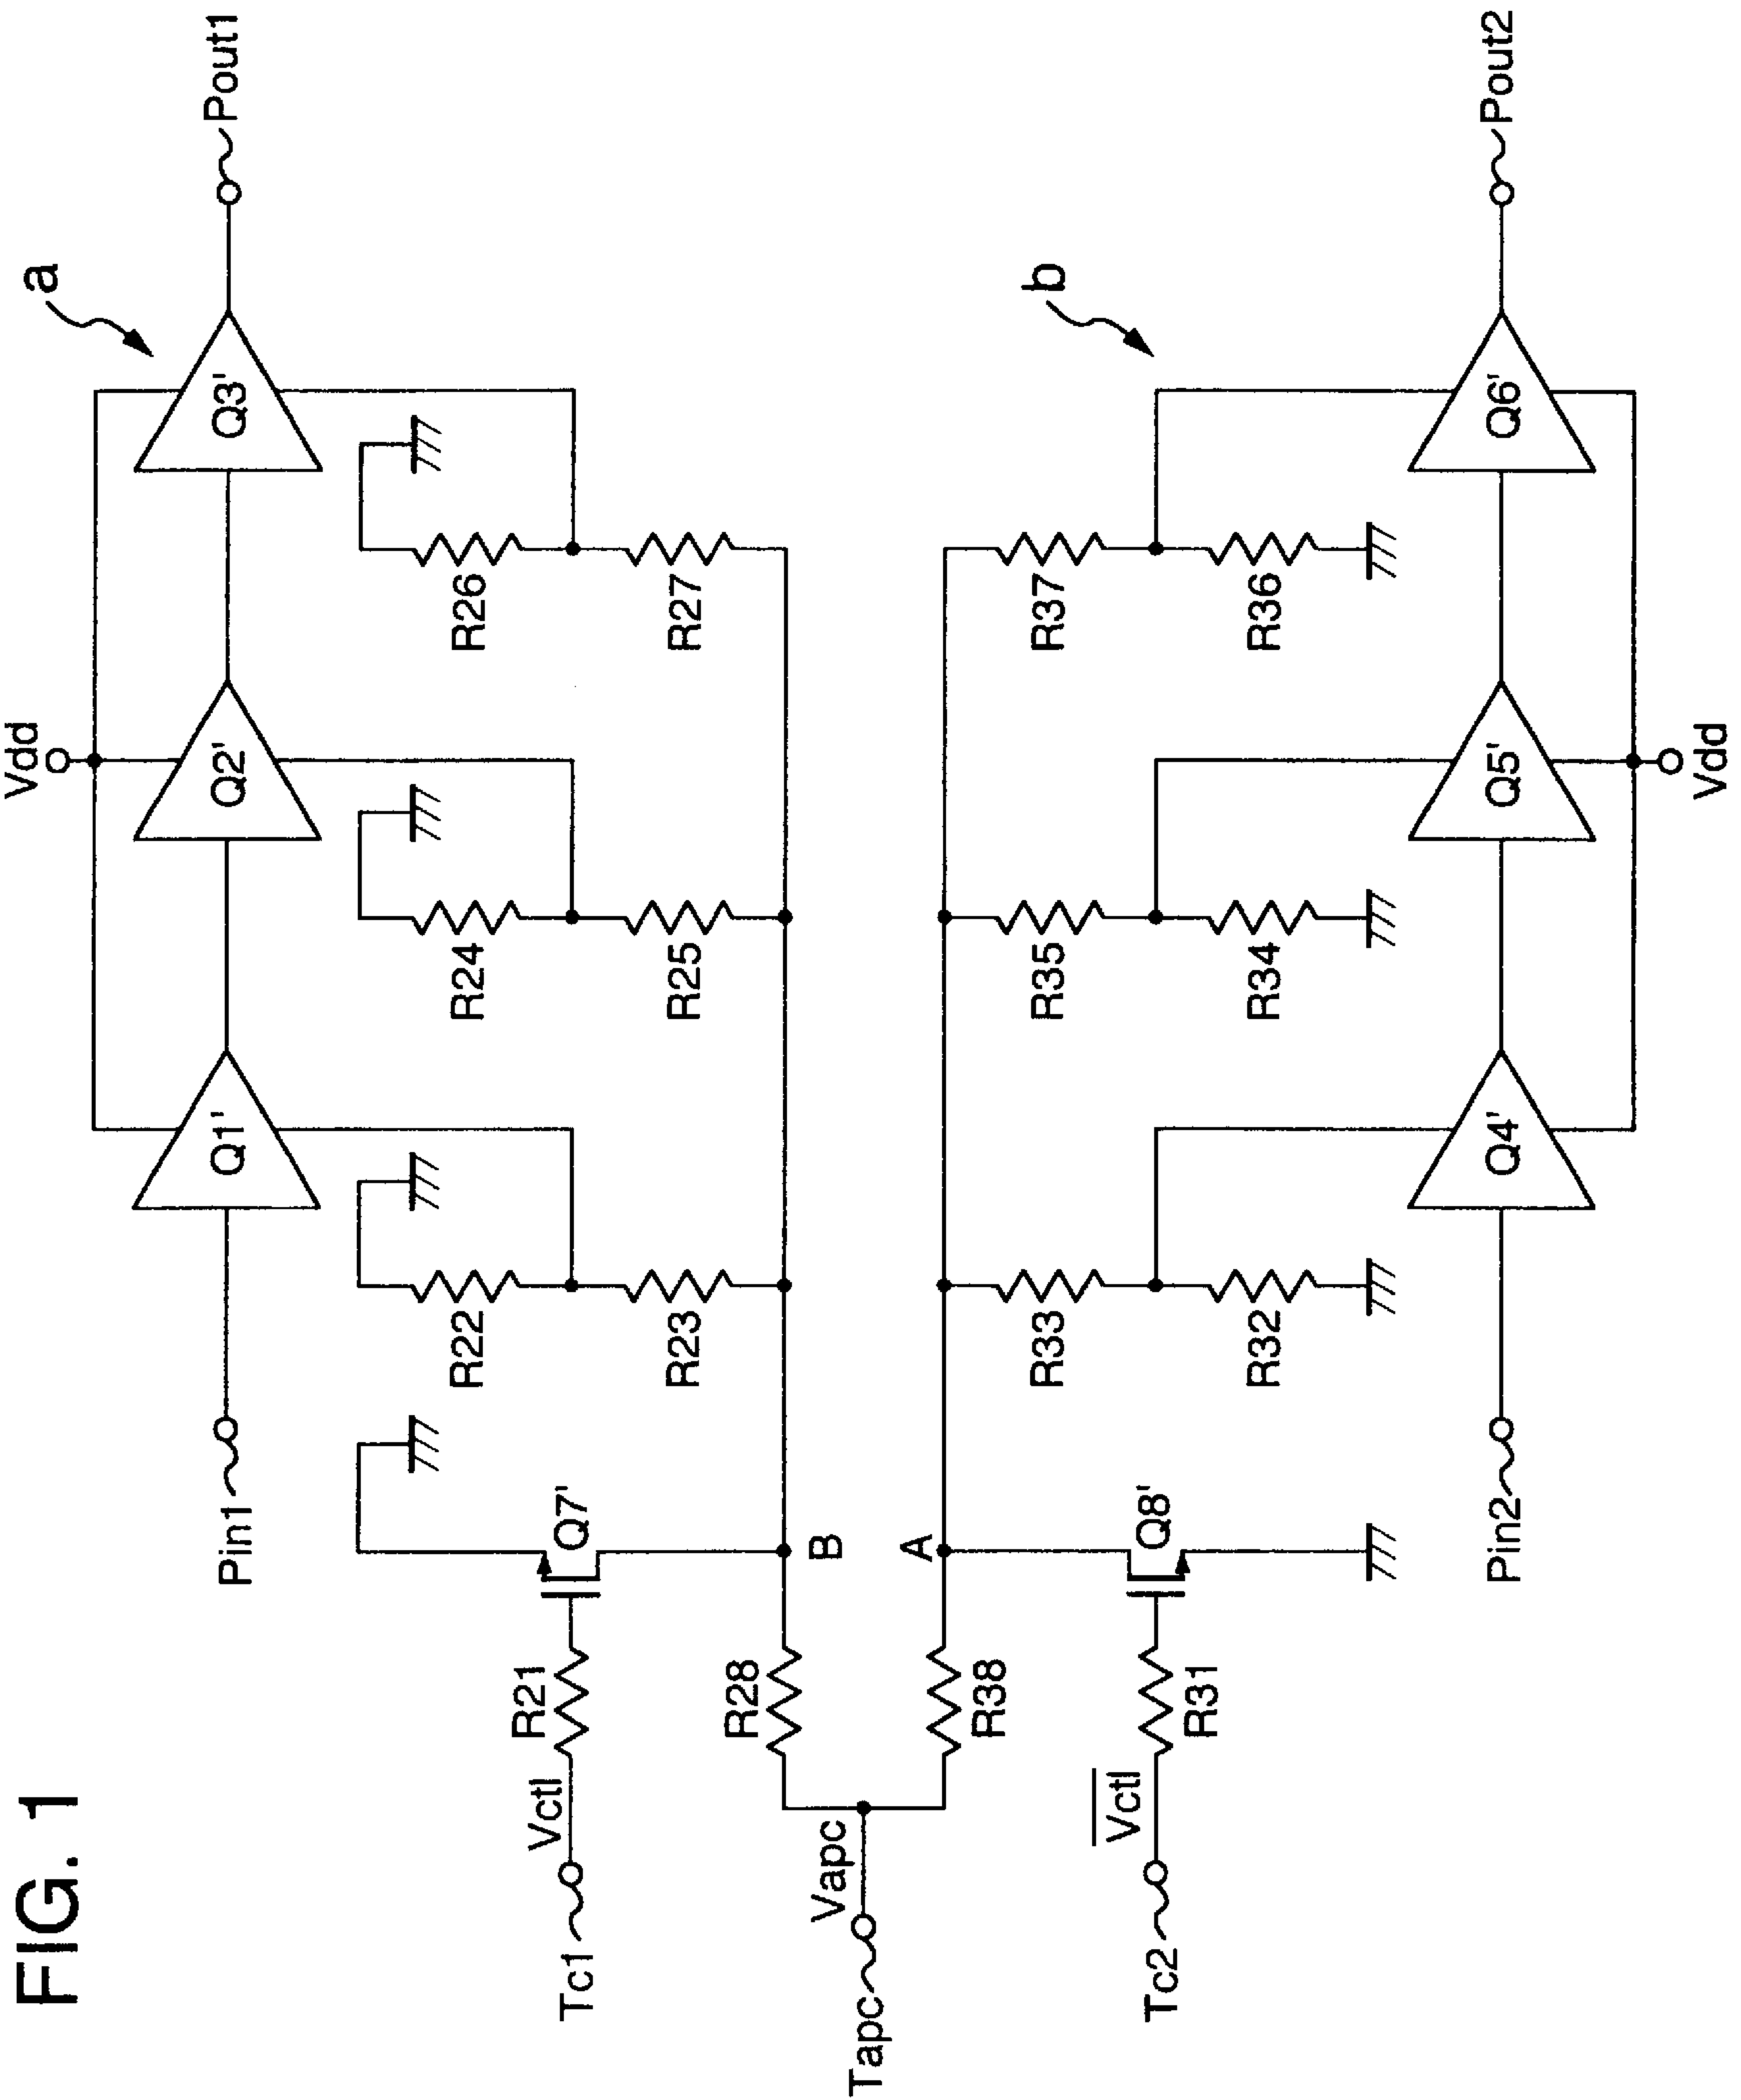 FIG. 1
a
Vdd
Pin1
Q1'
Q2'
Q3'
Pout1
R22
R24
R26
Tc1
Vctl
R21
Q7'
R23
R25
R27
R28
B
Tapc
Vapc
A
R38
R33
R35
R37
b
Tc2
V̅c̅t̅l̅
R31
Q8'
R32
R34
R36
Pin2
Q4'
Q5'
Q6'
Pout2
Vdd